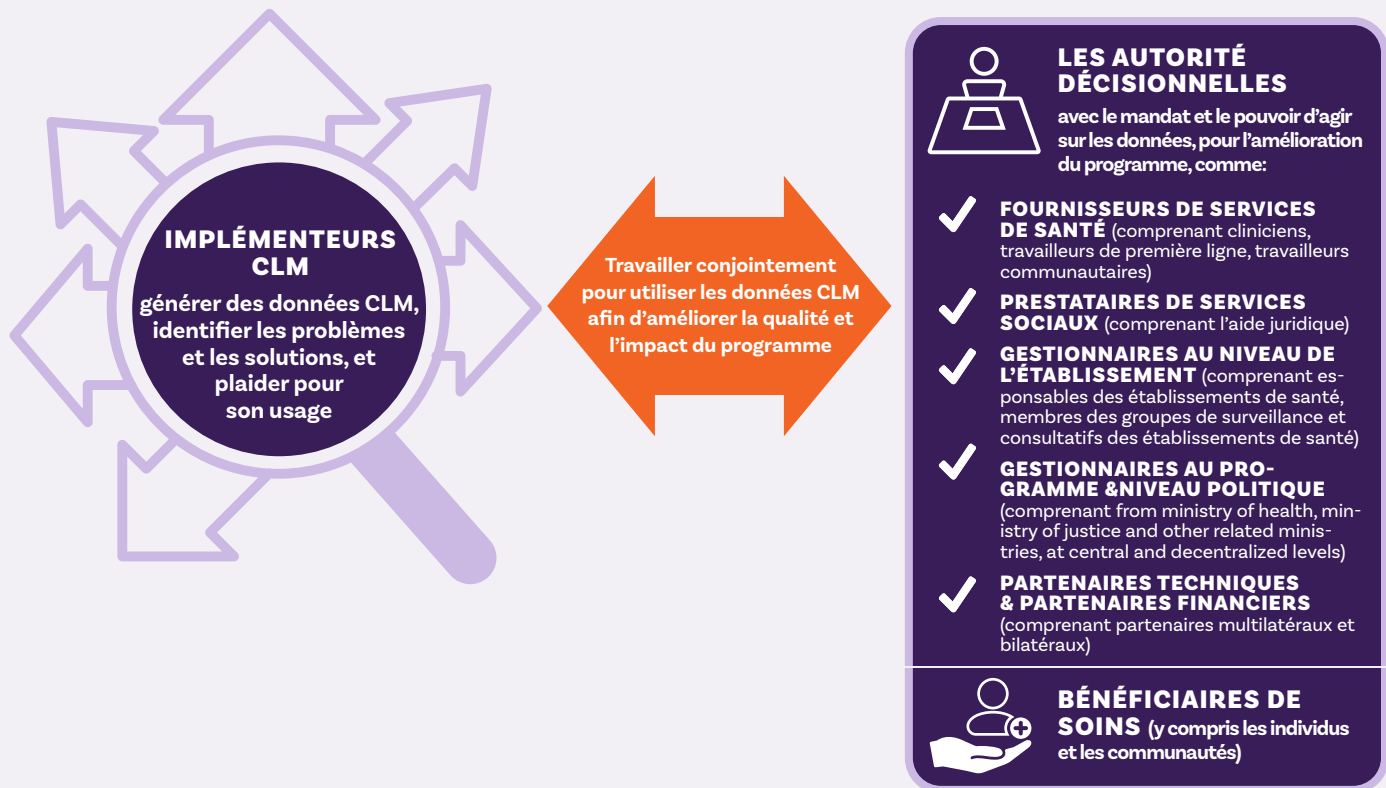 IMPLÉMENTEURS
CLM
générer des données CLM,
identifier les problèmes
et les solutions, et
plaider pour
son usage
Travailler conjointement
pour utiliser les données CLM
afin d’améliorer la qualité et
l’impact du programme
LES AUTORITÉ
DÉCISIONNELLES
avec le mandat et le pouvoir d’agir
sur les données, pour l’amélioration
du programme, comme:
FOURNISSEURS DE SERVICES
DE SANTÉ (comprenant cliniciens,
travailleurs de première ligne, travailleurs
communautaires)
PRESTATAIRES DE SERVICES
SOCIAUX (comprenant l’aide juridique)
GESTIONNAIRES AU NIVEAU DE
L’ÉTABLISSEMENT (comprenant es-
ponsables des établissements de santé,
membres des groupes de surveillance et
consultatifs des établissements de santé)
GESTIONNAIRES AU PRO-
GRAMME &NIVEAU POLITIQUE
(comprenant from ministry of health, min-
istry of justice and other related minis-
tries, at central and decentralized levels)
PARTENAIRES TECHNIQUES
& PARTENAIRES FINANCIERS
(comprenant partenaires multilatéraux et
bilatéraux)
BÉNÉFICIAIRES DE
SOINS (y compris les individus
et les communautés)